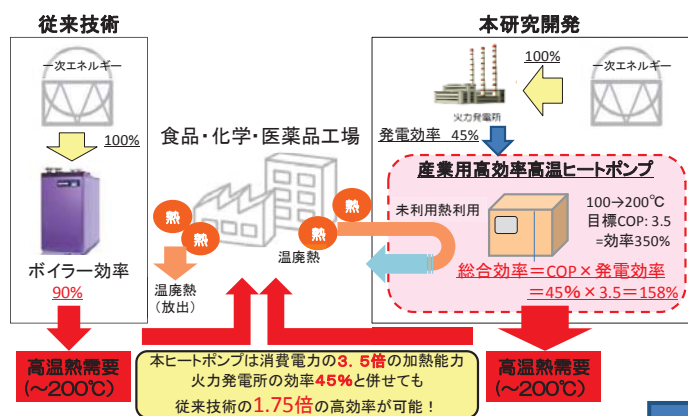 従来技術
一次エネルギー
100%
ボイラー効率
90%
高温熱需要
(~200℃)
食品・化学・医薬品工場
熱
熱
熱
熱
温廃熱
(放出)
温廃熱
本研究開発
一次エネルギー
100%
火力発電所
発電効率 45%
産業用高効率高温ヒートポンプ
未利用熱利用
100→200℃
目標COP: 3.5
=効率350%
総合効率=COP×発電効率
=45%×3.5=158%
高温熱需要
(~200℃)
本ヒートポンプは消費電力の3.5倍の加熱能力
火力発電所の効率45%と併せても
従来技術の1.75倍の高効率が可能!